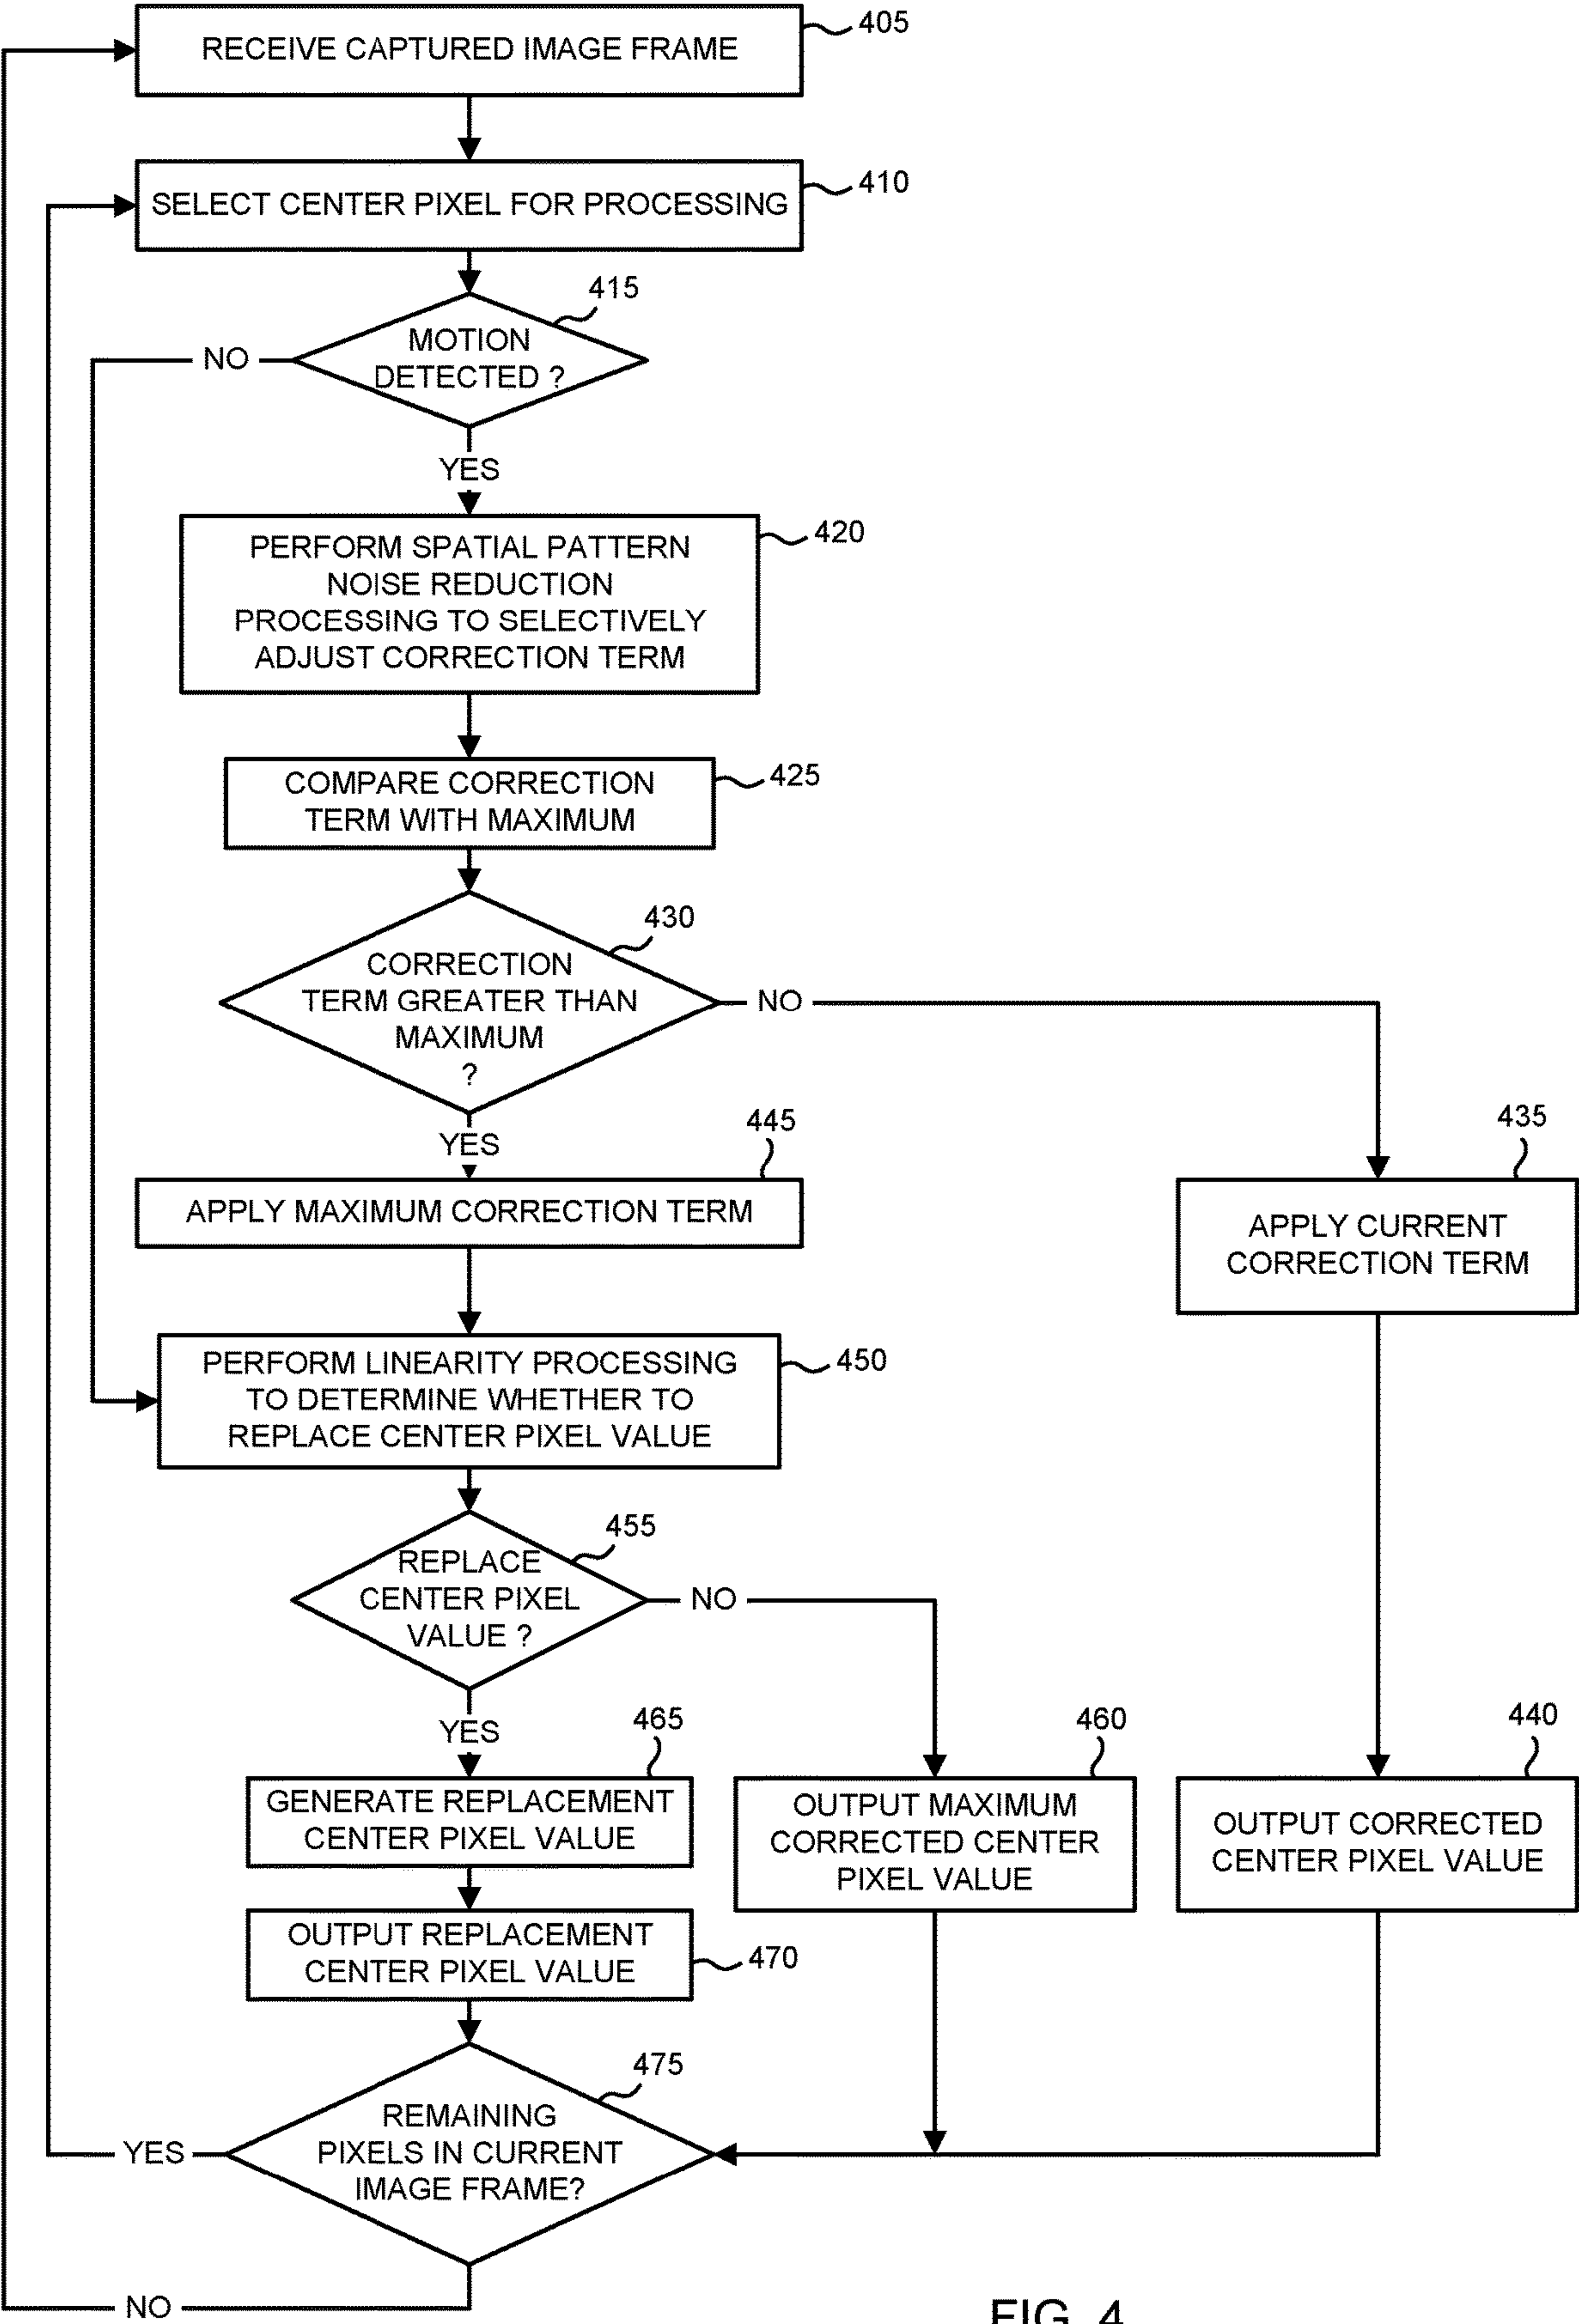 RECEIVE CAPTURED IMAGE FRAME
405
SELECT CENTER PIXEL FOR PROCESSING
410
415
MOTION
DETECTED ?
NO
YES
PERFORM SPATIAL PATTERN
NOISE REDUCTION
PROCESSING TO SELECTIVELY
ADJUST CORRECTION TERM
420
COMPARE CORRECTION
TERM WITH MAXIMUM
425
430
CORRECTION
TERM GREATER THAN
MAXIMUM
?
NO
YES
445
APPLY MAXIMUM CORRECTION TERM
435
APPLY CURRENT
CORRECTION TERM
PERFORM LINEARITY PROCESSING
TO DETERMINE WHETHER TO
REPLACE CENTER PIXEL VALUE
450
455
REPLACE
CENTER PIXEL
VALUE ?
NO
YES
465
GENERATE REPLACEMENT
CENTER PIXEL VALUE
460
OUTPUT MAXIMUM
CORRECTED CENTER
PIXEL VALUE
440
OUTPUT CORRECTED
CENTER PIXEL VALUE
OUTPUT REPLACEMENT
CENTER PIXEL VALUE
470
475
REMAINING
PIXELS IN CURRENT
IMAGE FRAME?
YES
NO
FIG. 4